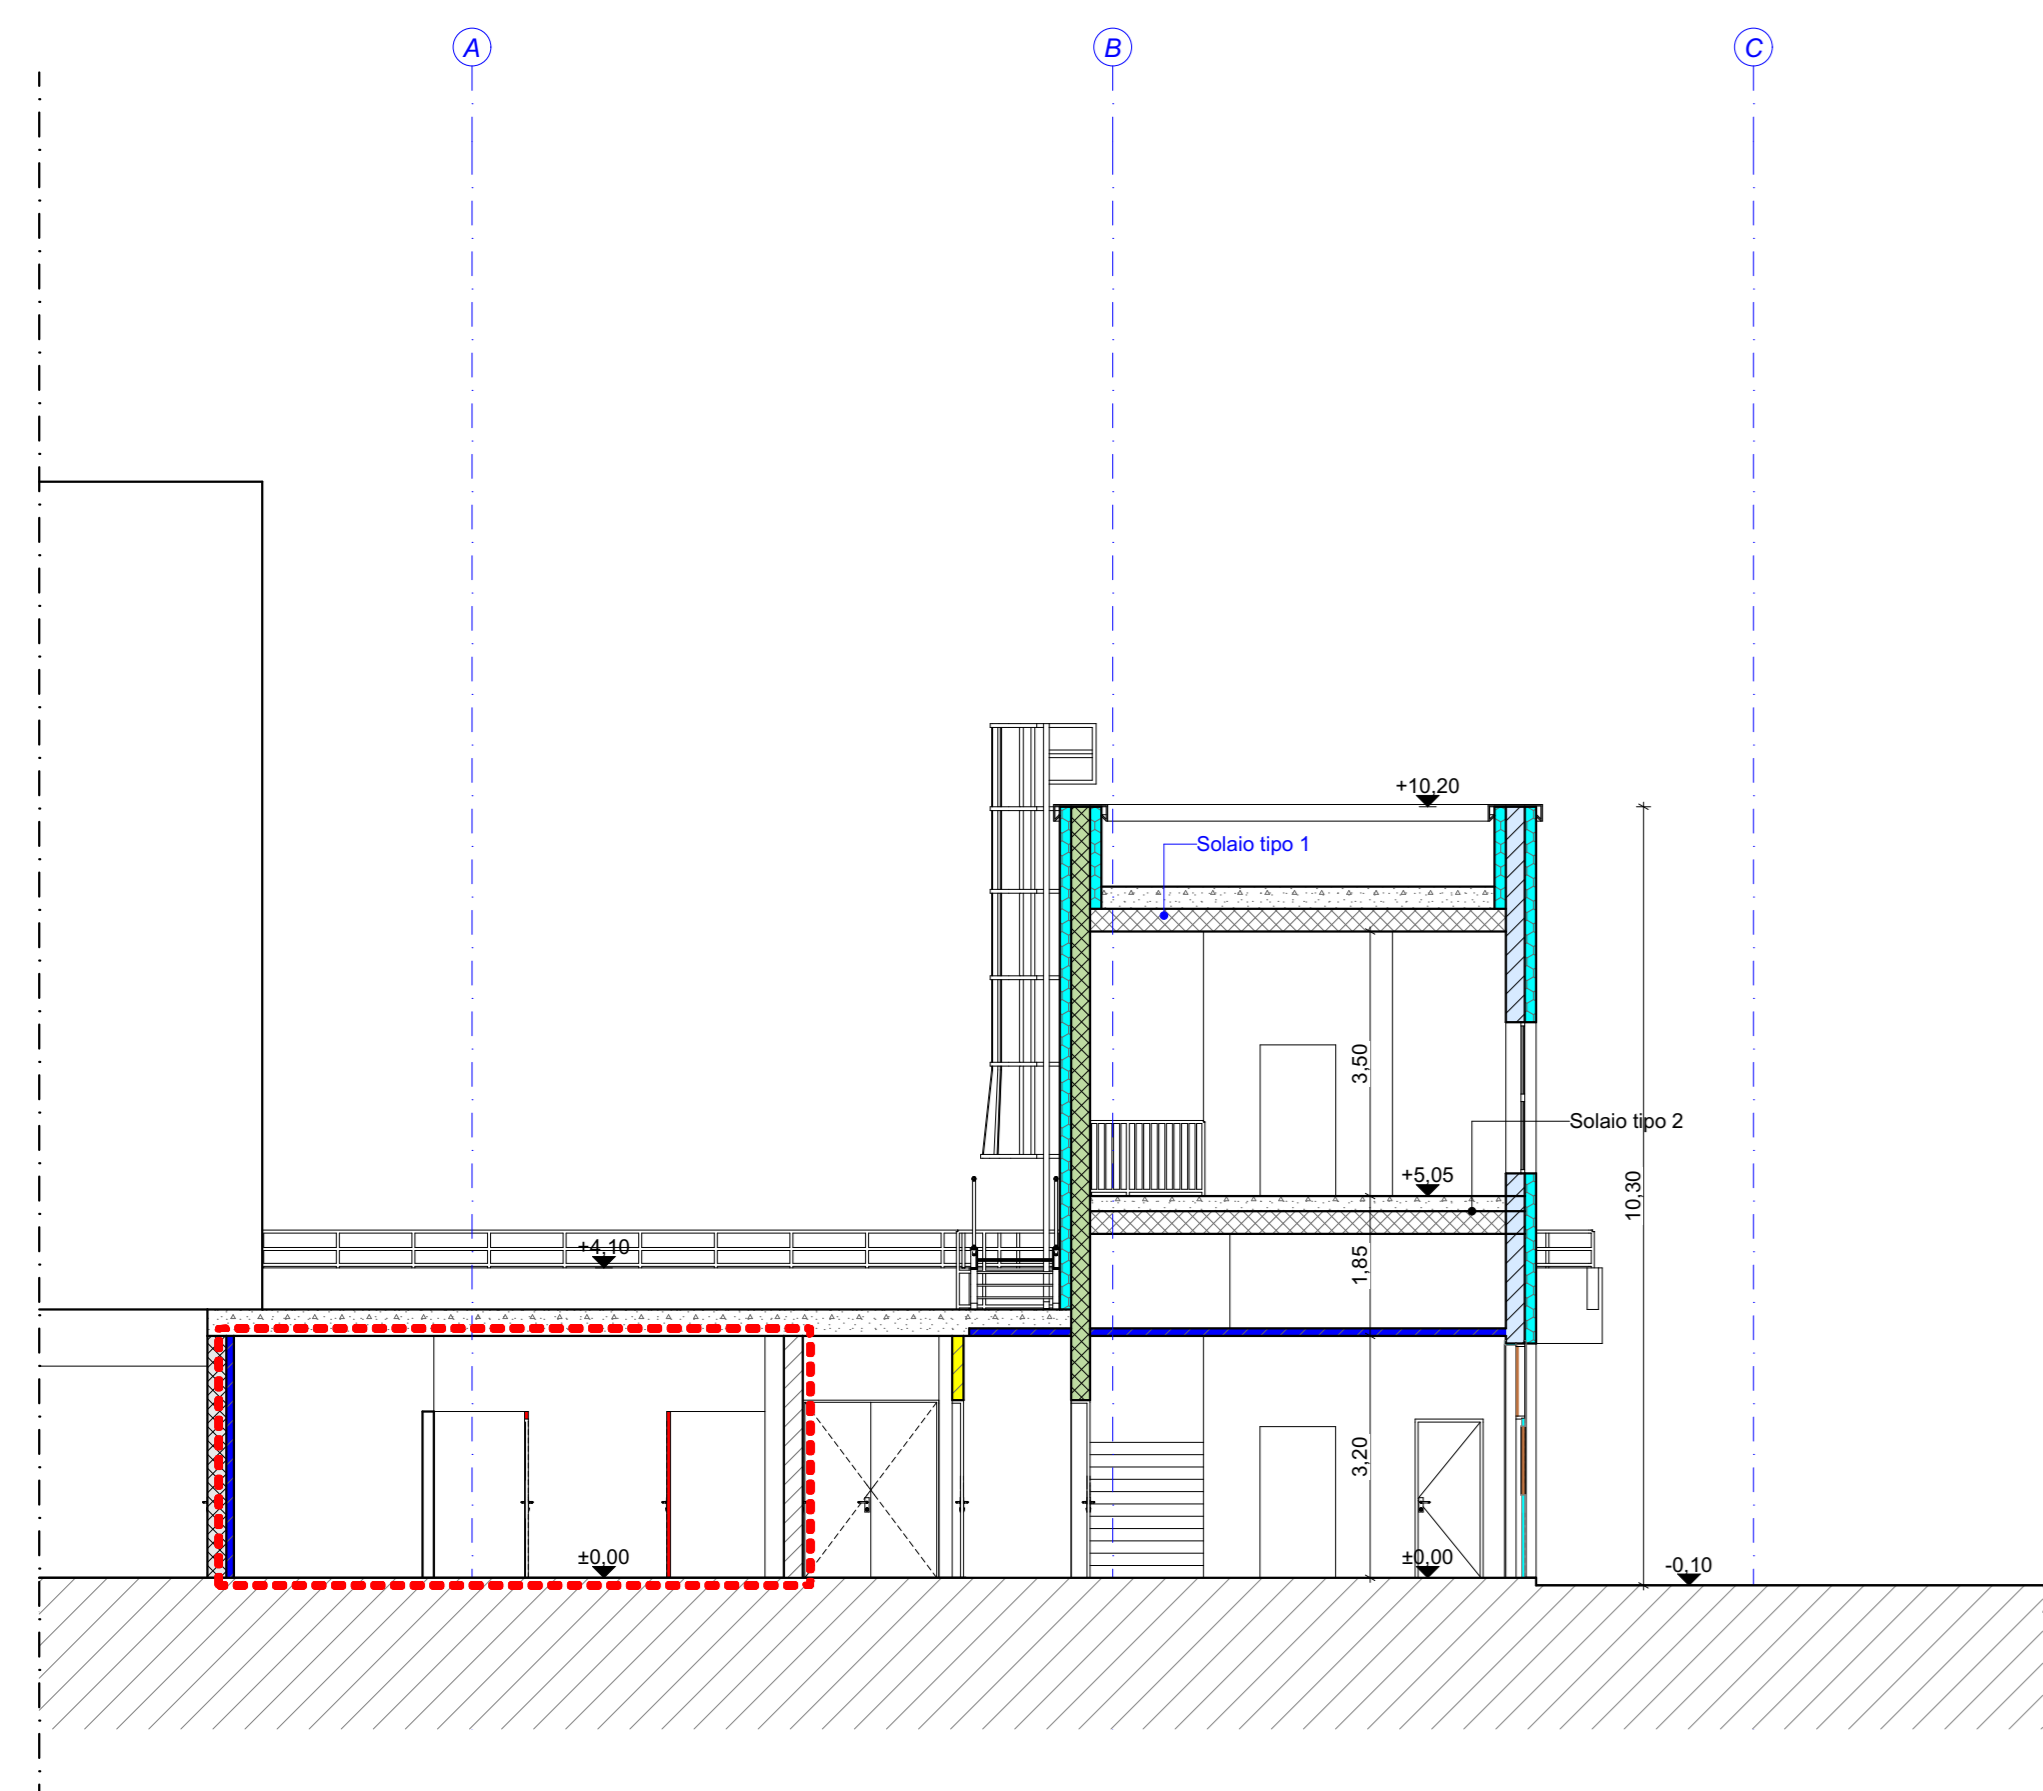 A
B
C
+10,20
Solaio tipo 1
3,50
Solaio tipo 2
+5,05
10,30
+4,10
1,85
3,20
±0,00
±0,00
-0,10